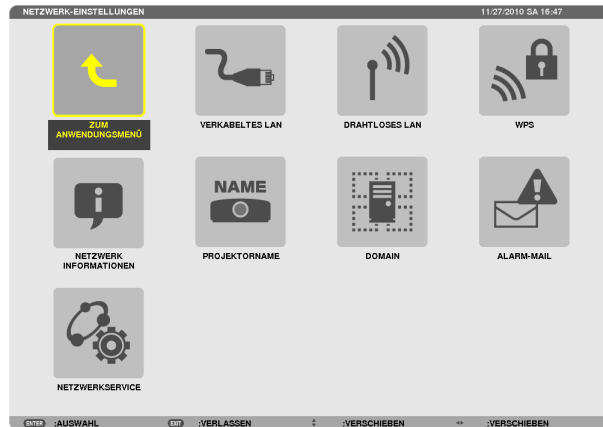 NETZWERK-EINSTELLUNGEN 11/27/2010 SA 16:47
ZUM
ANWENDUNGSMENÜ
VERKABELTES LAN
DRAHTLOSES LAN
WPS
NETZWERK
INFORMATIONEN
NAME
PROJEKTORNAME
DOMAIN
ALARM-MAIL
NETZWERKSERVICE
ENTER :AUSWAHL EXIT :VERLASSEN :VERSCHIEBEN :VERSCHIEBEN